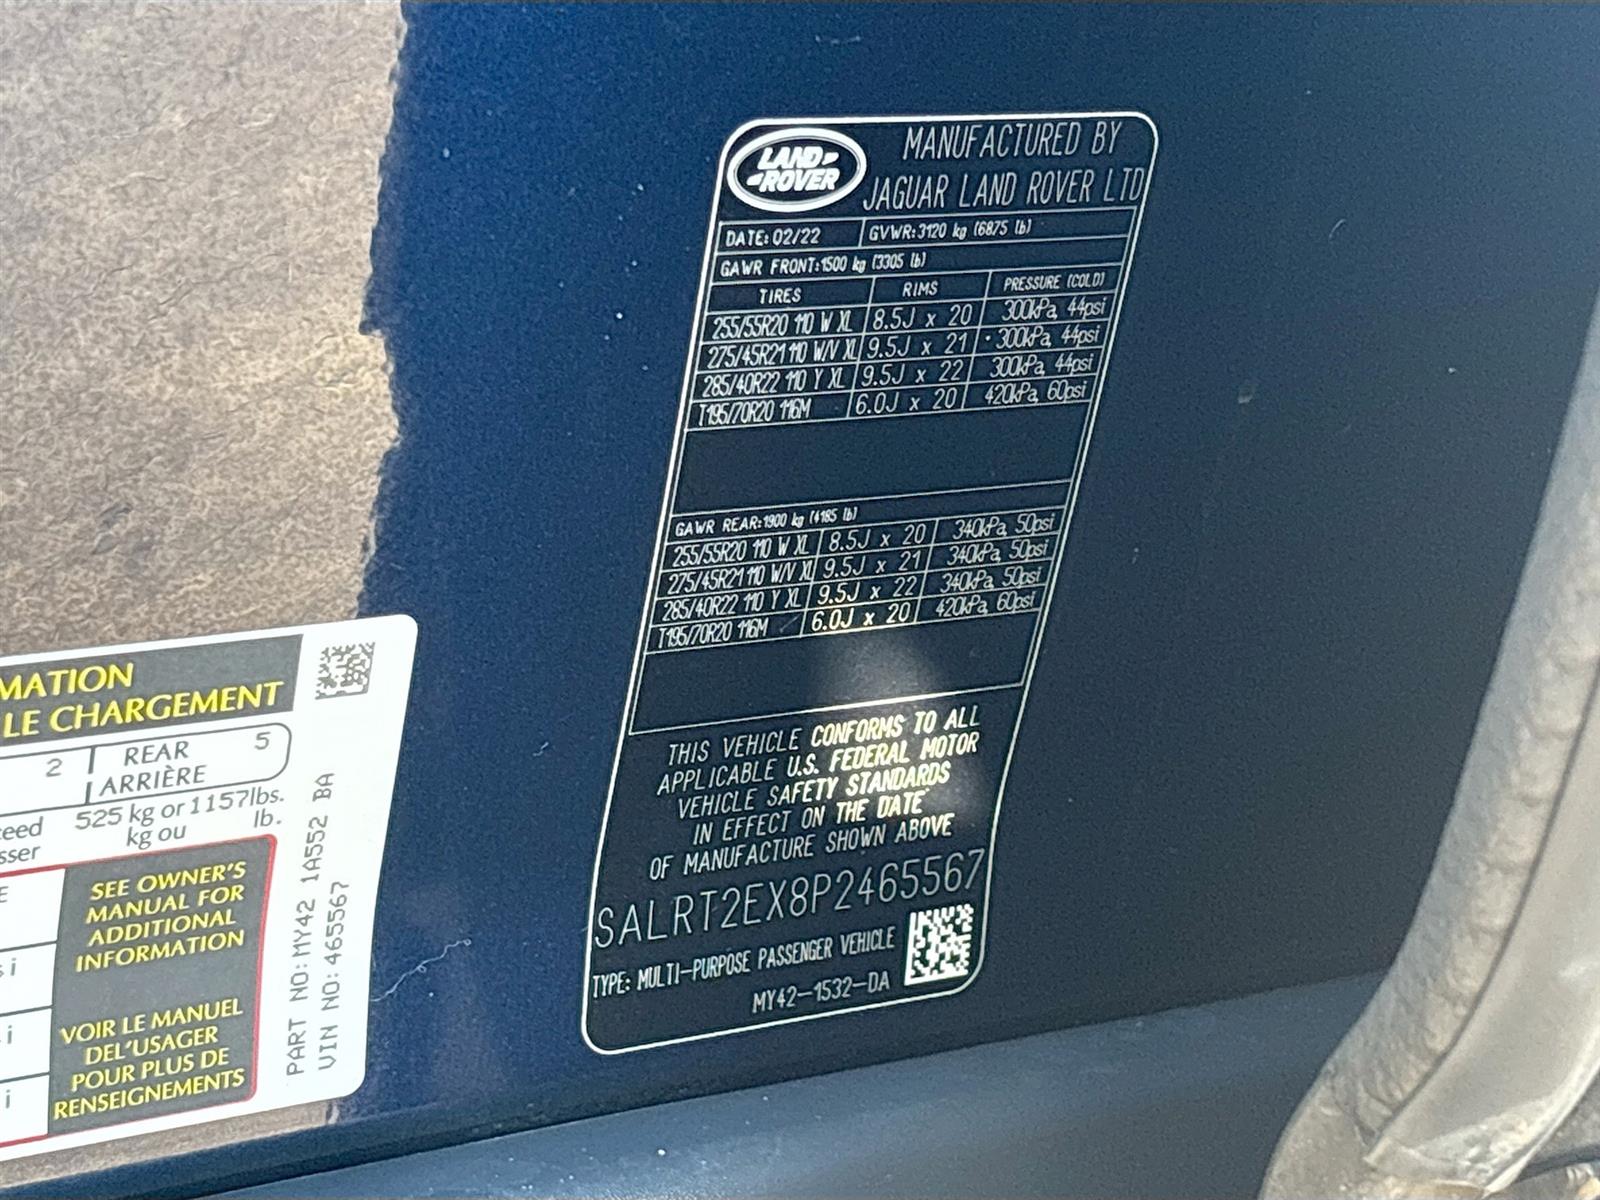 LAND
ROVER
MANUFACTURED BY
JAGUAR LAND ROVER LTD
DATE: 02/22 GVWR: 3120 kg (6875 lb)
GAWR FRONT: 1500 kg (3305 lb)
TIRES RIMS PRESSURE (COLD)
255/55R20 110 W XL 8.5J x 20 300kPa, 44psi
275/45R21 110 W/V XL 9.5J x 21 300kPa, 44psi
285/40R22 110 Y XL 9.5J x 22 300kPa, 44psi
T195/70R20 116M 6.0J x 20 420kPa, 60psi
GAWR REAR: 1900 kg (4185 lb)
255/55R20 110 W XL 8.5J x 20 340kPa, 50psi
275/45R21 110 W/V XL 9.5J x 21 340kPa, 50psi
285/40R22 110 Y XL 9.5J x 22 340kPa, 50psi
T195/70R20 116M 6.0J x 20 420kPa, 60psi
THIS VEHICLE CONFORMS TO ALL
APPLICABLE U.S. FEDERAL MOTOR
VEHICLE SAFETY STANDARDS
IN EFFECT ON THE DATE
OF MANUFACTURE SHOWN ABOVE
SALRT2EX8P2465567
TYPE: MULTI-PURPOSE PASSENGER VEHICLE
MY42-1532-DA
MATION
LE CHARGEMENT
2 REAR 5
ARRIÈRE
525 kg or 1157 lbs.
kg ou lb.
SEE OWNER'S
MANUAL FOR
ADDITIONAL
INFORMATION
VOIR LE MANUEL
DEL'USAGER
POUR PLUS DE
RENSEIGNEMENTS
PART NO: MY42 1A552 BA
VIN NO: 465567